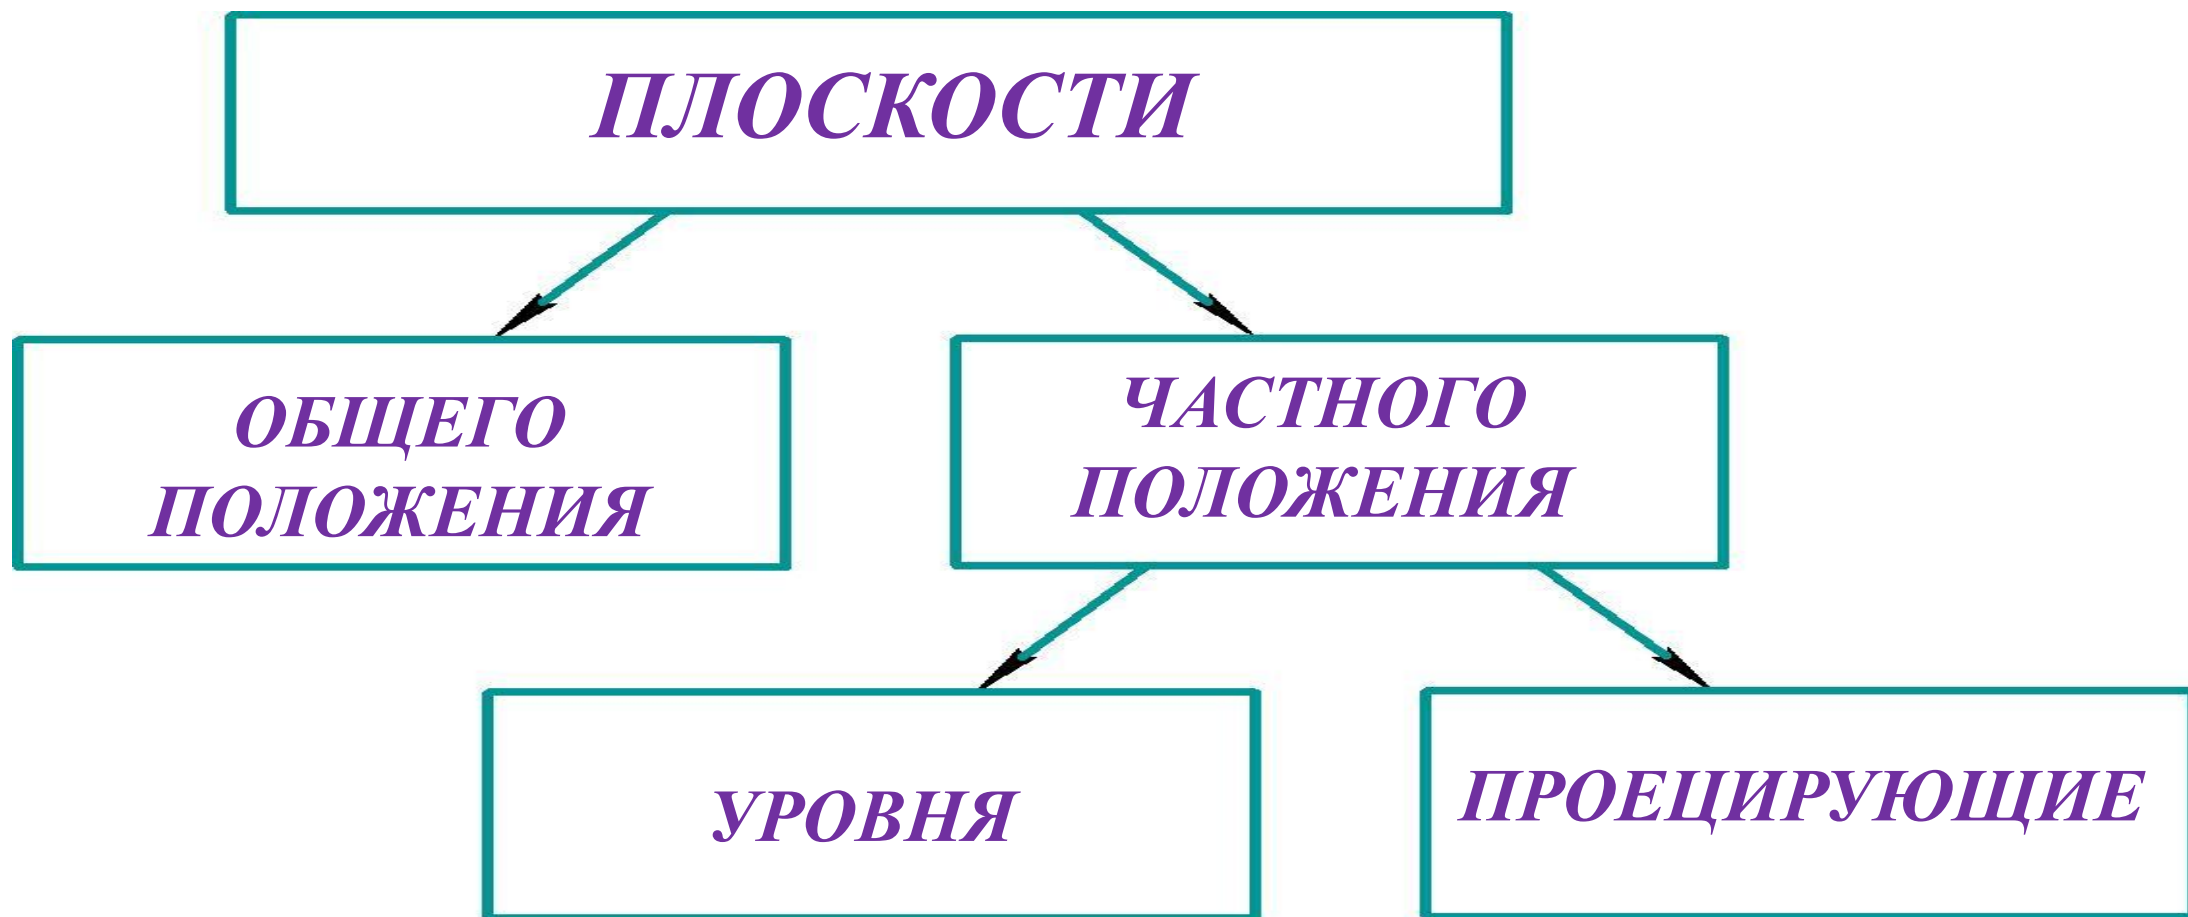 ПЛОСКОСТИ
ОБЩЕГО
ПОЛОЖЕНИЯ
ЧАСТНОГО
ПОЛОЖЕНИЯ
УРОВНЯ
ПРОЕЦИРУЮЩИЕ